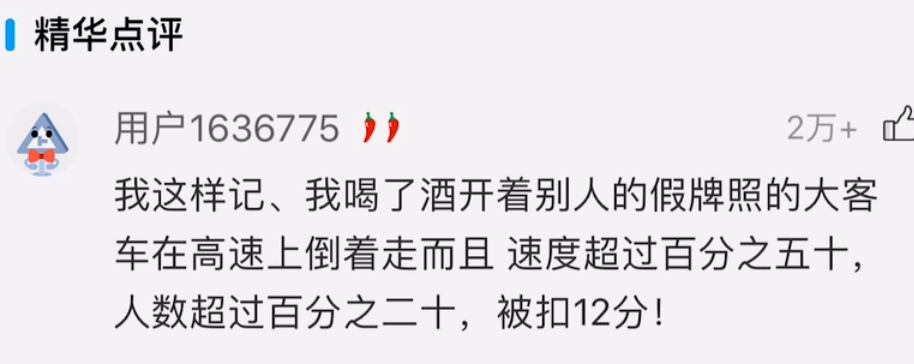 精华点评
用户1636775
2万+
我这样记、我喝了酒开着别人的假牌照的大客
车在高速上倒着走而且 速度超过百分之五十，
人数超过百分之二十，被扣12分！